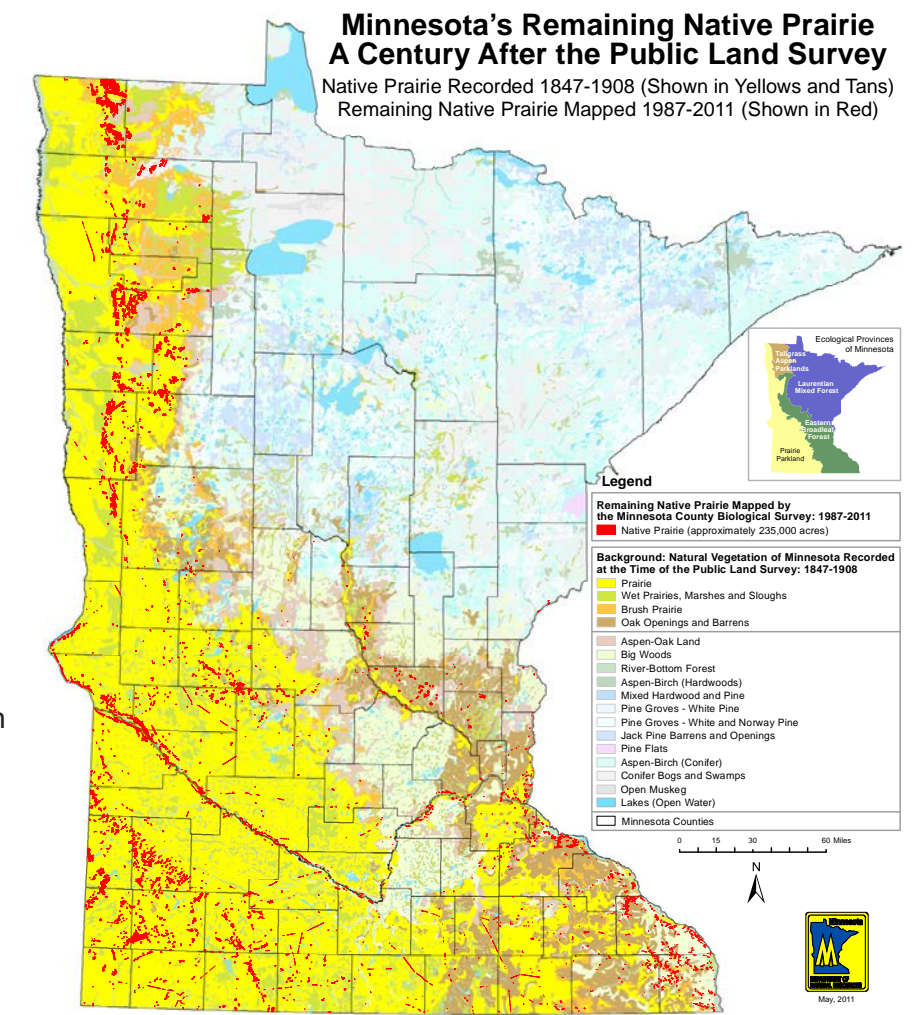 Minnesota's Remaining Native Prairie
A Century After the Public Land Survey
Native Prairie Recorded 1847-1908 (Shown in Yellows and Tans)
Remaining Native Prairie Mapped 1987-2011 (Shown in Red)
Ecological Provinces
of Minnesota
Tallgrass
Aspen
Parklands
Laurentian
Mixed Forest
Eastern
Broadleaf
Forest
Prairie
Parkland
n
Legend
Remaining Native Prairie Mapped by
the Minnesota County Biological Survey: 1987-2011
Native Prairie (approximately 235,000 acres)
Background: Natural Vegetation of Minnesota Recorded
at the Time of the Public Land Survey: 1847-1908
Prairie
Wet Prairies, Marshes and Sloughs
Brush Prairie
Oak Openings and Barrens
Aspen-Oak Land
Big Woods
River-Bottom Forest
Aspen-Birch (Hardwoods)
Mixed Hardwood and Pine
Pine Groves - White Pine
Pine Groves - White and Norway Pine
Jack Pine Barrens and Openings
Pine Flats
Aspen-Birch (Conifer)
Conifer Bogs and Swamps
Open Muskeg
Lakes (Open Water)
Minnesota Counties
0 15 30 60 Miles
N
Minnesota
M
DEPARTMENT OF
NATURAL RESOURCES
May, 2011